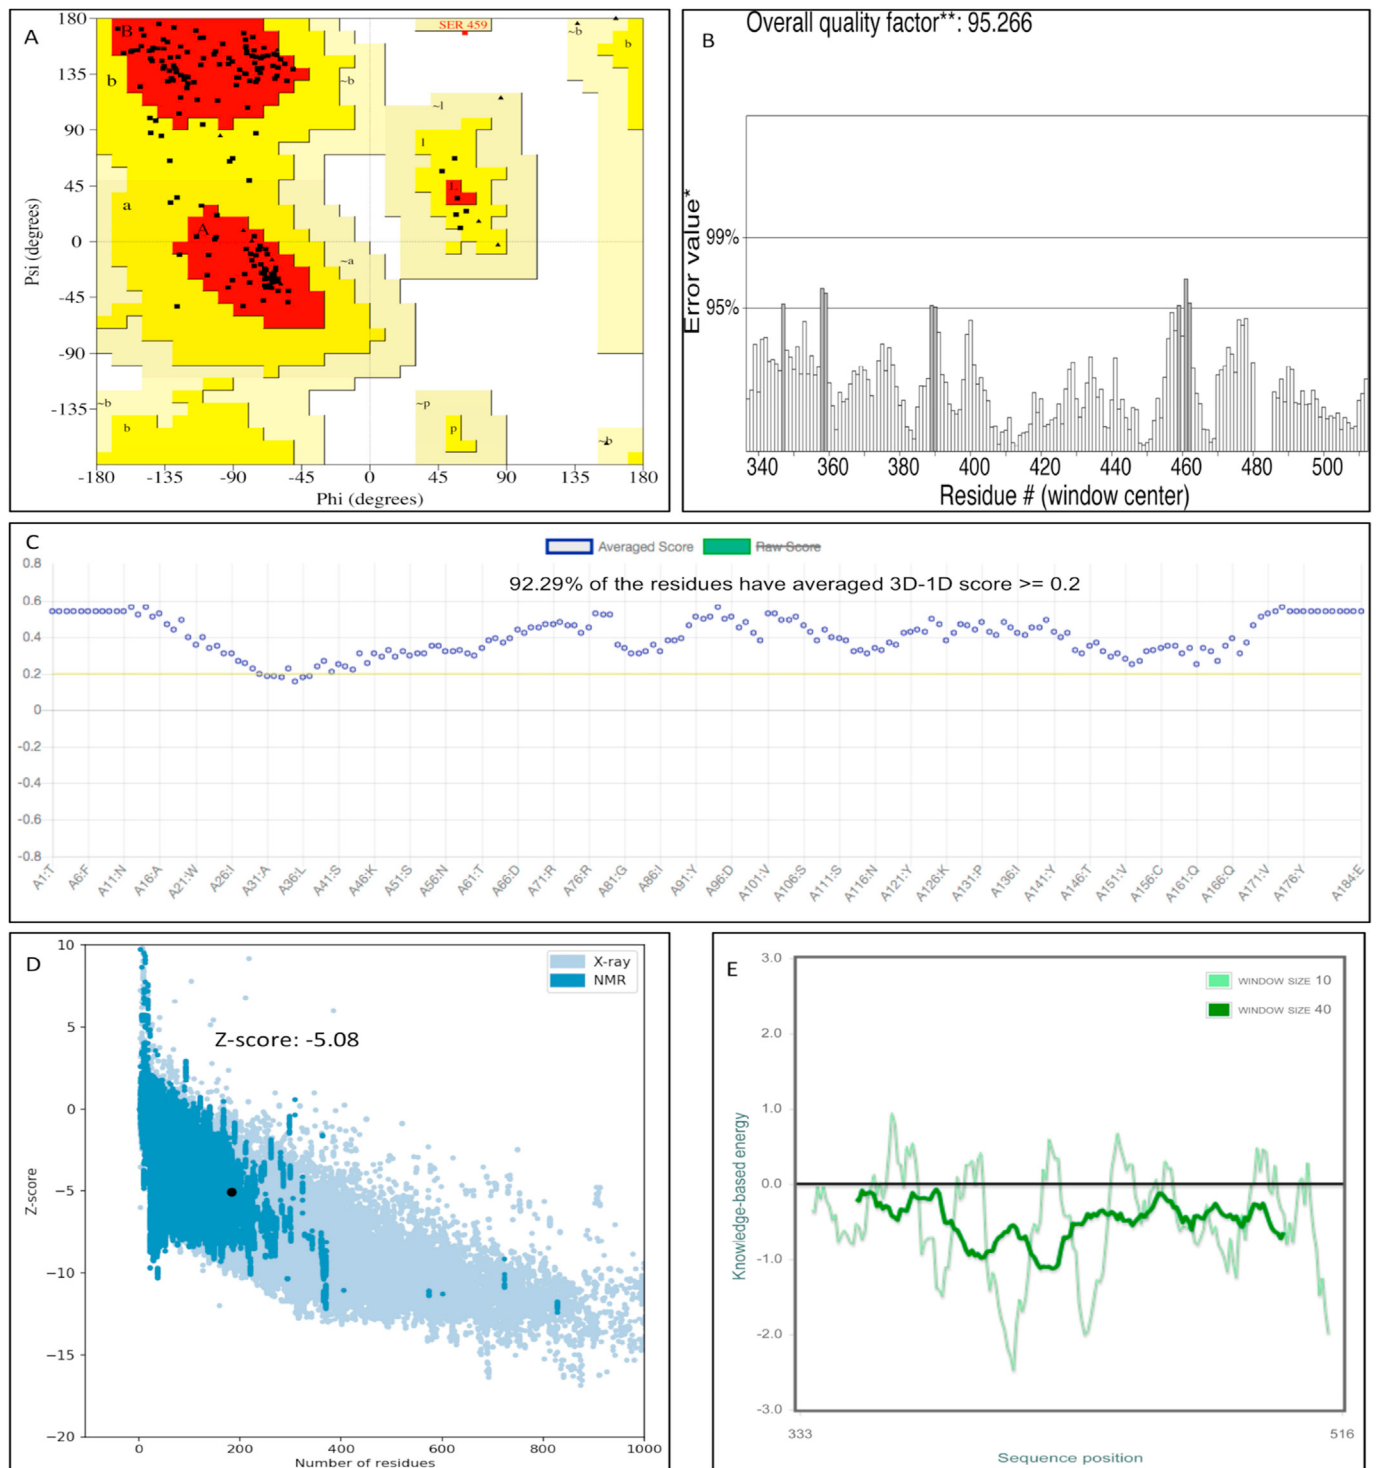 A
180
135
90
45
0
-45
-90
-135
-180 -135 -90 -45 0 45 90 135 180
Psi (degrees)
Phi (degrees)
SER 459
B
b
~b
~b
b
~l
l
L
a
A
~a
~b
b
~p
p
~b
B
Overall quality factor**: 95.266
Error value*
99%
95%
340 360 380 400 420 440 460 480 500
Residue # (window center)
C
Averaged Score Raw Score
92.29% of the residues have averaged 3D-1D score >= 0.2
0.8
0.6
0.4
0.2
0
-0.2
-0.4
-0.6
-0.8
A1:T A6:F A11:N A16:A A21:W A26:I A31:A A36:L A41:S A46:K A51:S A56:N A61:T A66:D A71:R A76:R A81:G A86:I A91:Y A96:D A101:V A106:S A111:S A116:N A121:Y A126:K A131:P A136:I A141:Y A146:T A151:V A156:C A161:Q A166:Q A171:V A176:Y A184:E
D
X-ray
NMR
Z-score: -5.08
10
5
0
−5
−10
−15
−20
Z-score
0 200 400 600 800 1000
Number of residues
E
WINDOW SIZE 10
WINDOW SIZE 40
3.0
2.0
1.0
0.0
-1.0
-2.0
-3.0
Knowledge-based energy
333 516
Sequence position